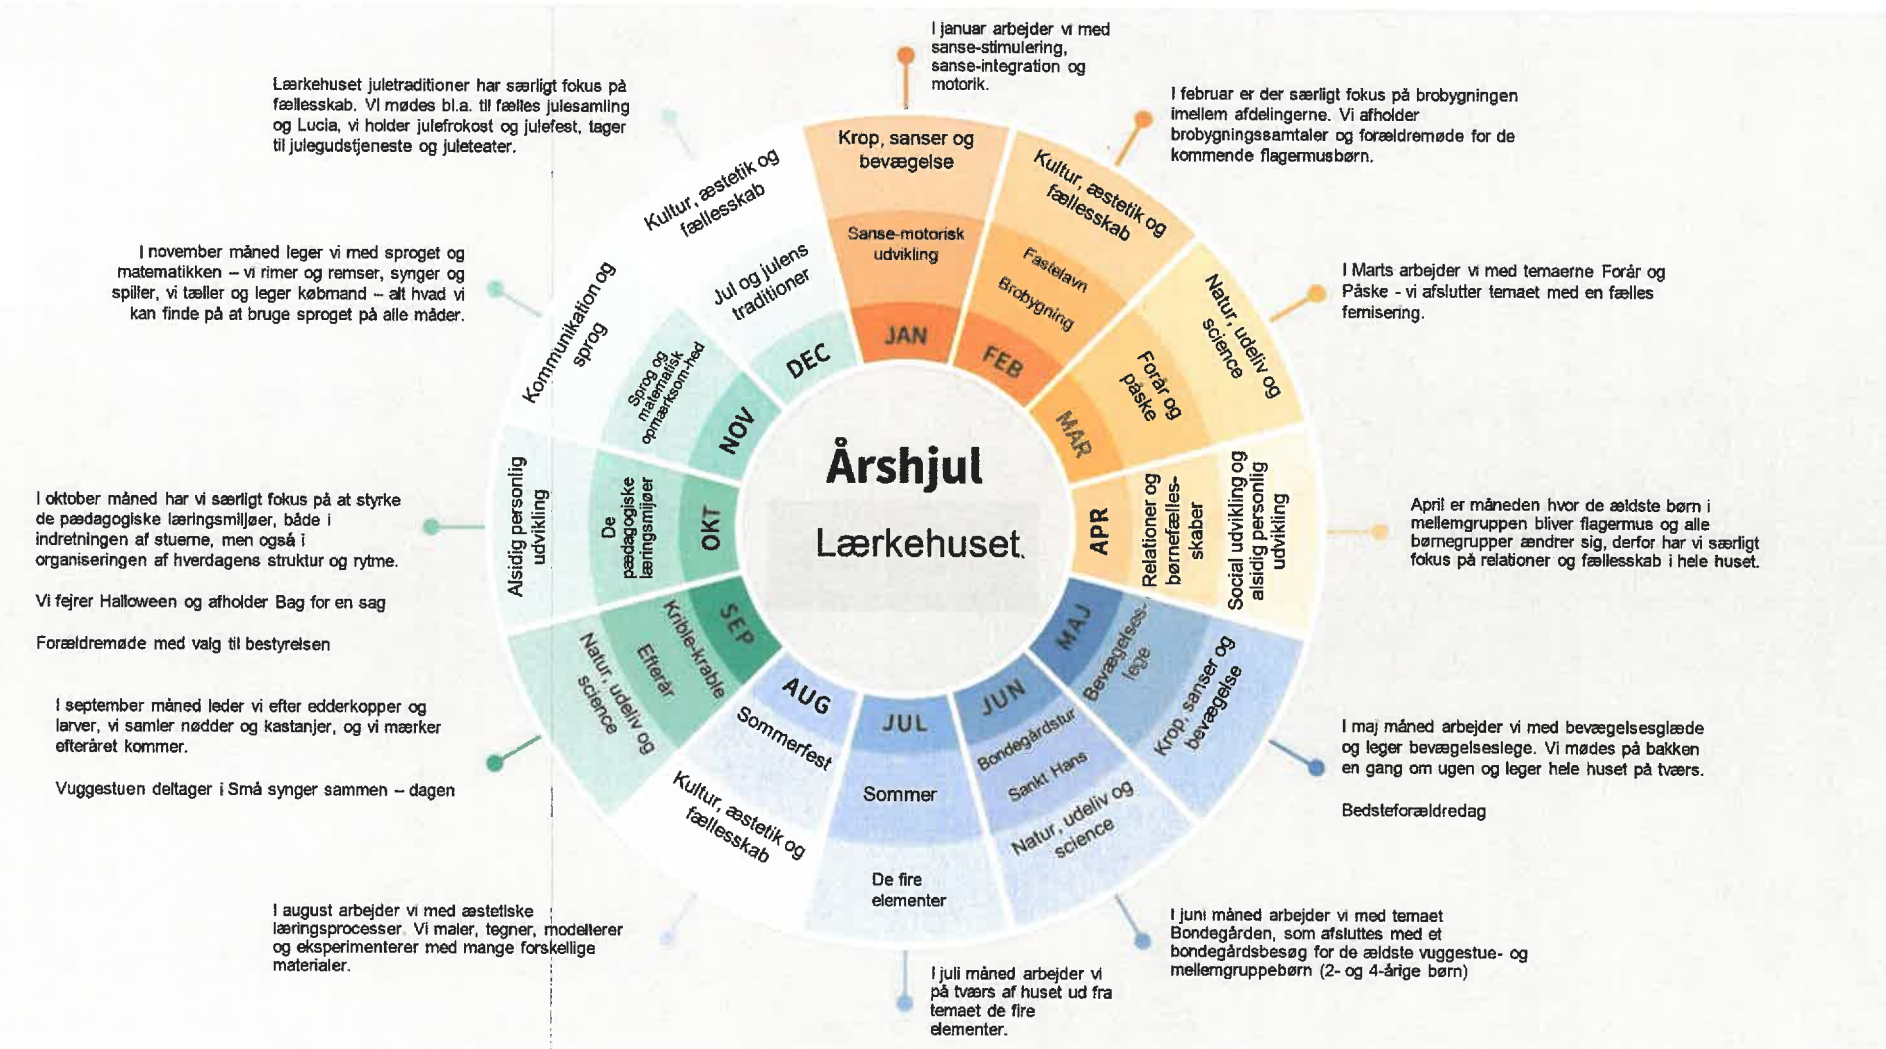 I januar arbejder vi med
sanse-stimulering,
sanse-integration og
motorik.
I februar er der særligt fokus på brobygningen
imellem afdelingerne. Vi afholder
brobygningssamtaler og forældremøde for de
kommende flagermusbørn.
I Marts arbejder vi med temaerne Forår og
Påske - vi afslutter temaet med en fælles
fernisering.
April er måneden hvor de ældste børn i
mellemgruppen bliver flagermus og alle
børnegrupper ændrer sig, derfor har vi særligt
fokus på relationer og fællesskab i hele huset.
I maj måned arbejder vi med bevægelsesglæde
og leger bevægelseslege. Vi mødes på bakken
en gang om ugen og leger hele huset på tværs.
Bedsteforældredag
I juni måned arbejder vi med temaet
Bondegården, som afsluttes med et
bondegårdsbesøg for de ældste vuggestue- og
mellemgruppebørn (2- og 4-årige børn)
I juli måned arbejder vi
på tværs af huset ud fra
temaet de fire
elementer.
I august arbejder vi med æstetiske
læringsprocesser. Vi maler, tegner, modellerer
og eksperimenterer med mange forskellige
materialer.
I september måned leder vi efter edderkopper og
larver, vi samler nødder og kastanjer, og vi mærker
efteråret kommer.
Vuggestuen deltager i Små synger sammen – dagen
I oktober måned har vi særligt fokus på at styrke
de pædagogiske læringsmiljøer, både i
indretningen af stuerne, men også i
organiseringen af hverdagens struktur og rytme.
Vi fejrer Halloween og afholder Bag for en sag
Forældremøde med valg til bestyrelsen
I november måned leger vi med sproget og
matematikken – vi rimer og remser, synger og
spiller, vi tæller og leger købmand – alt hvad vi
kan finde på at bruge sproget på alle måder.
Lærkehuset juletraditioner har særligt fokus på
fællesskab. Vi mødes bl.a. til fælles julesamling
og Lucia, vi holder julefrokost og julefest, tager
til julegudstjeneste og juleteater.
Krop, sanser og
bevægelse
Sanse-motorisk
udvikling
JAN
Kultur, æstetik og
fællesskab
Fastelavn
Brobygning
FEB
Natur, udeliv og
science
Forår og
påske
MAR
Social udvikling og
alsidig personlig
udvikling
Relationer og
børnefælles-
skaber
APR
Krop, sanser og
bevægelse
Bevægelses-
lege
MAJ
JUN
Bondegårdstur
Sankt Hans
Natur, udeliv og
science
JUL
Sommer
De fire
elementer
AUG
Sommerfest
Kultur, æstetik og
fællesskab
SEP
Krible-krable
Efterår
Natur, udeliv og
science
Alsidig personlig
udvikling
De
pædagogiske
læringsmijøer
OKT
Kommunikation og
sprog
Sprog og
matematisk
opmærksom-hed
NOV
Kultur, æstetik og
fællesskab
Jul og julens
traditioner
DEC
Årshjul
Lærkehuset.